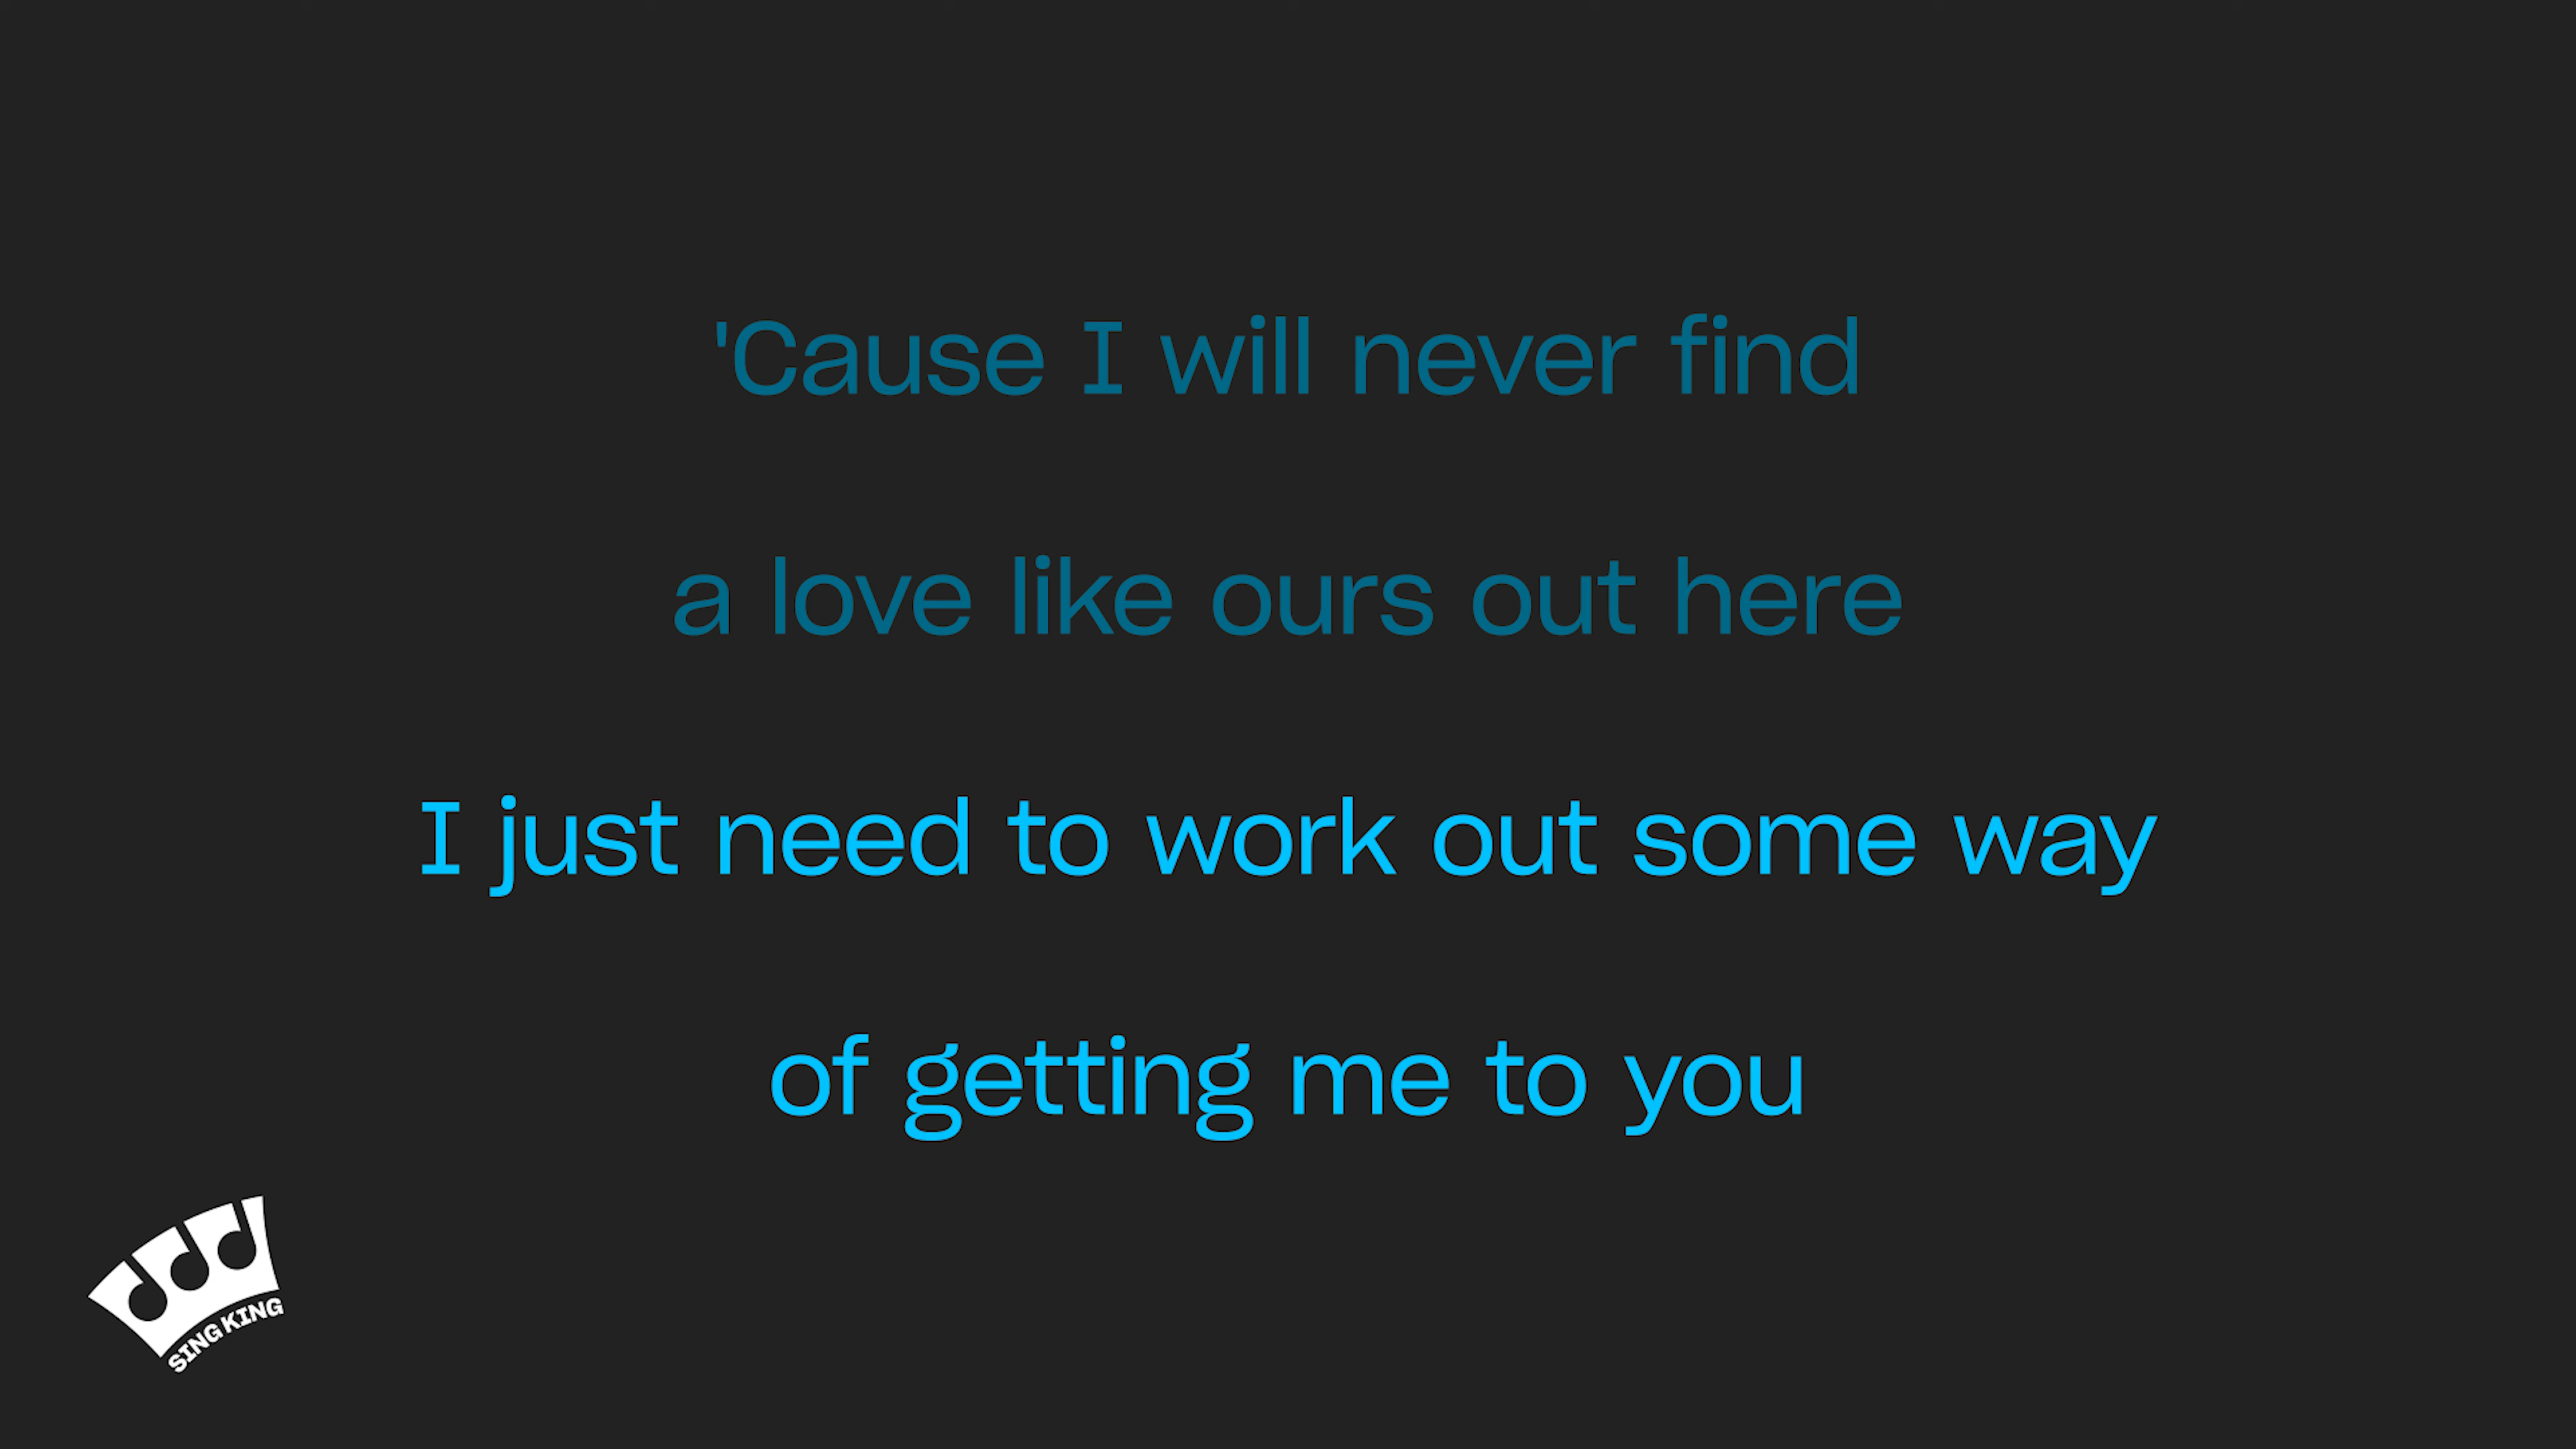 'Cause I will never find
a love like ours out here
I just need to work out some way
of getting me to you
SING KING